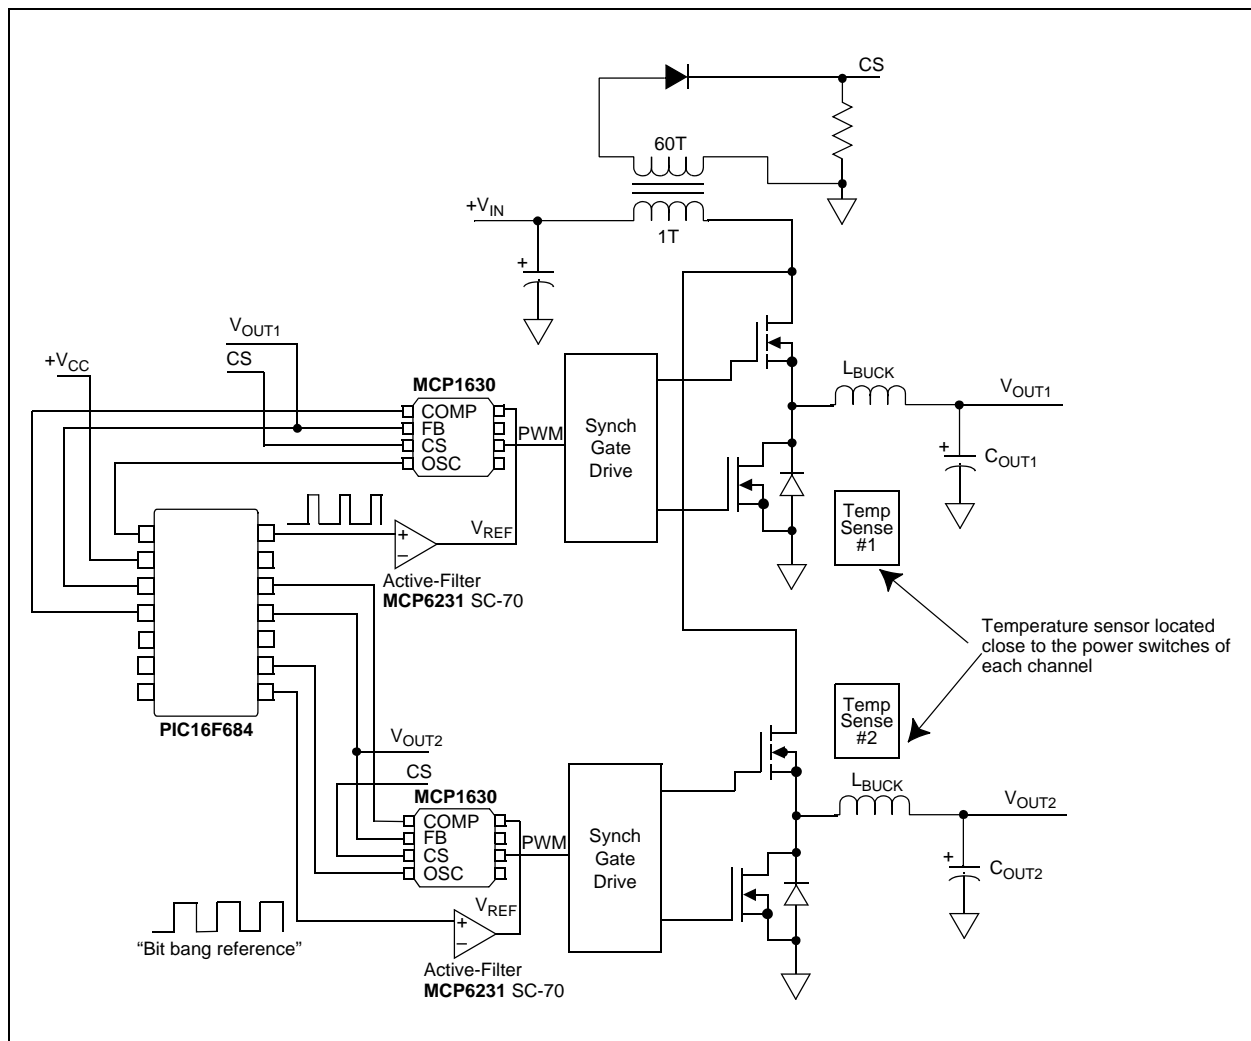 CS
60T
+VIN
1T
VOUT1
CS
+VCC
MCP1630
COMP
FB
CS
OSC
PWM
Synch
Gate
Drive
LBUCK
VOUT1
COUT1
VREF
Active-Filter
MCP6231 SC-70
Temp
Sense
#1
Temperature sensor located
close to the power switches of
each channel
PIC16F684
Temp
Sense
#2
VOUT2
CS
MCP1630
COMP
FB
CS
OSC
PWM
Synch
Gate
Drive
LBUCK
VOUT2
COUT2
VREF
"Bit bang reference"
Active-Filter
MCP6231 SC-70